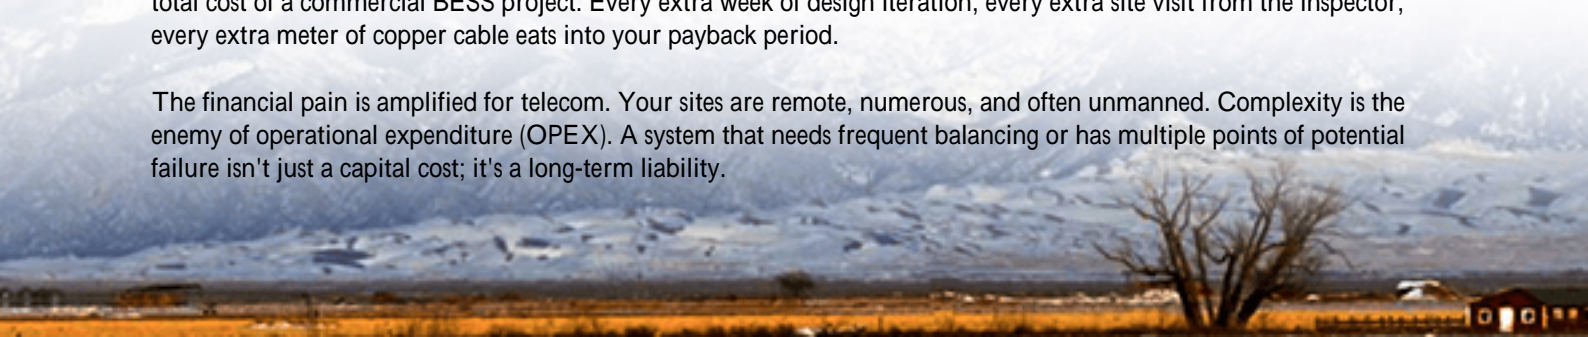 total cost of a commercial BESS project. Every extra week of design iteration, every extra site visit from the inspector,
every extra meter of copper cable eats into your payback period.
The financial pain is amplified for telecom. Your sites are remote, numerous, and often unmanned. Complexity is the
enemy of operational expenditure (OPEX). A system that needs frequent balancing or has multiple points of potential
failure isn't just a capital cost; it's a long-term liability.